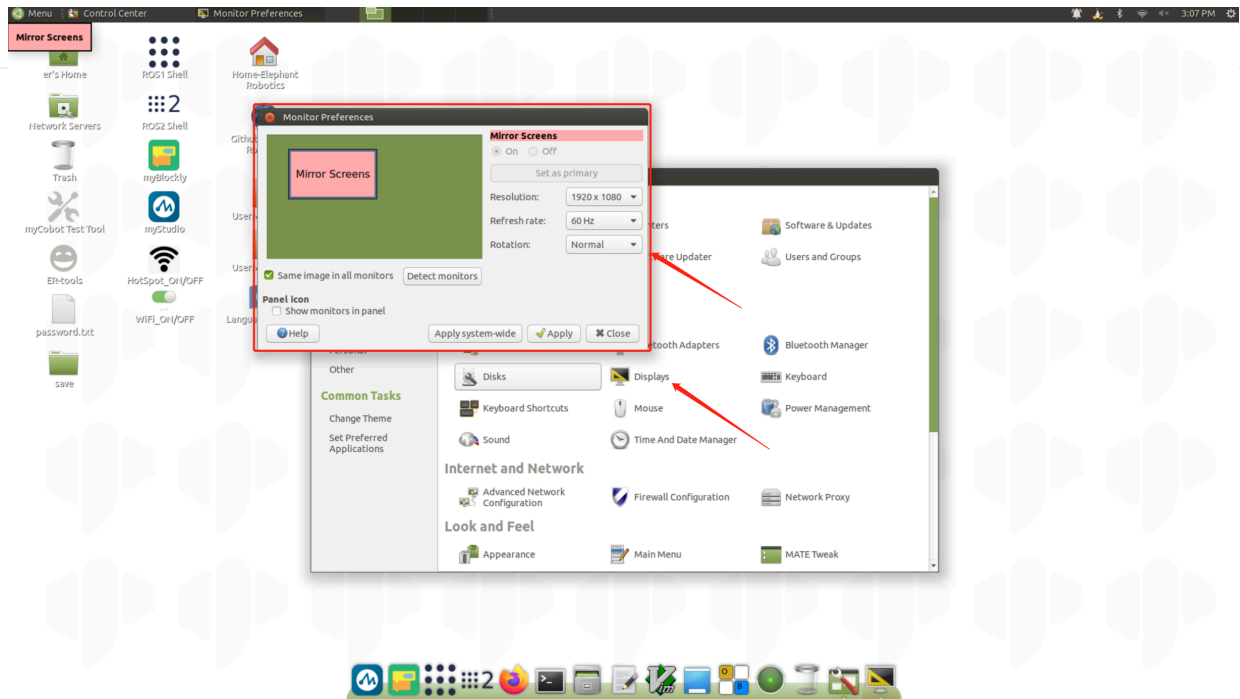 Menu
Control Center
Monitor Preferences
3:07 PM
Mirror Screens
er's Home
ROS1 Shell
Home-Elephant
Robotics
Network Servers
2
ROS2 Shell
Trash
myBlockly
myCobot Test Tool
myStudio
User
ER-tools
HotSpot_ON/OFF
User
password.txt
WiFi_ON/OFF
Langu
save
Monitor Preferences
Mirror Screens
Mirror Screens
On Off
Set as primary
Resolution: 1920 x 1080
Refresh rate: 60 Hz
Rotation: Normal
Same image in all monitors Detect monitors
Panel icon
Show monitors in panel
Help Apply system-wide Apply Close
Software & Updates
Users and Groups
Bluetooth Manager
Other
Disks
Displays
Keyboard
Common Tasks
Change Theme
Set Preferred
Applications
Keyboard Shortcuts
Mouse
Power Management
Sound
Time And Date Manager
Internet and Network
Advanced Network
Configuration
Firewall Configuration
Network Proxy
Look and Feel
Appearance
Main Menu
MATE Tweak
2